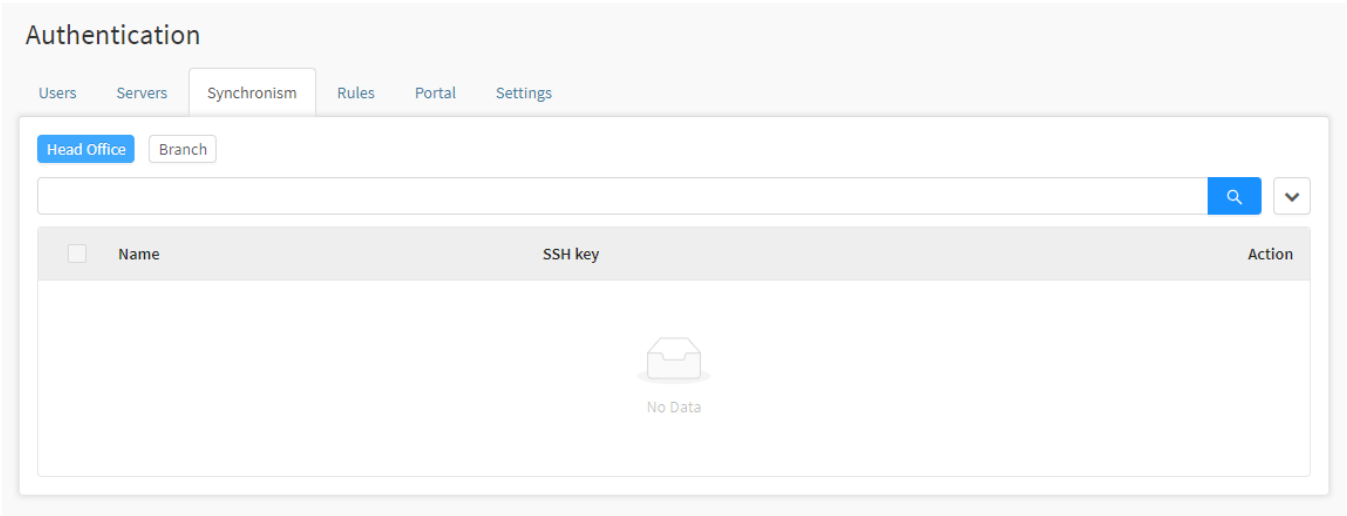 Authentication
Users Servers Synchronism Rules Portal Settings
Head Office Branch
Name SSH key Action
No Data